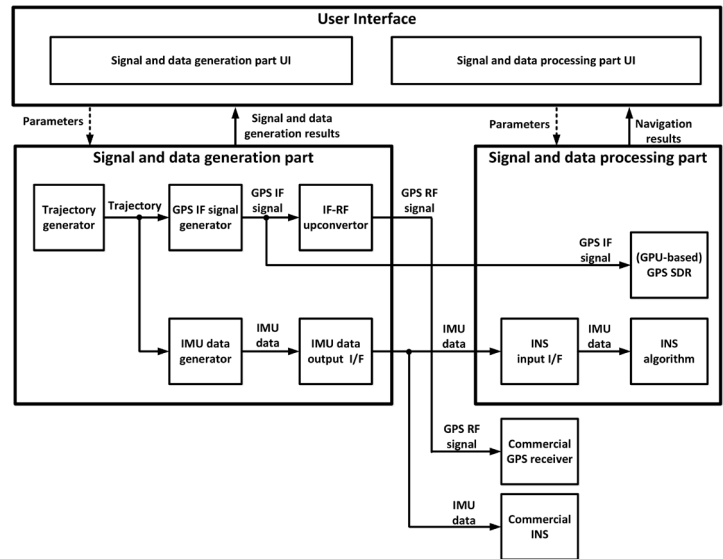 User Interface
Signal and data generation part UI
Signal and data processing part UI
Parameters
Signal and data
generation results
Parameters
Navigation
results
Signal and data generation part
Signal and data processing part
Trajectory
generator
Trajectory
GPS IF signal
generator
GPS IF
signal
IF-RF
upconvertor
GPS RF
signal
GPS IF
signal
(GPU-based)
GPS SDR
IMU data
generator
IMU
data
IMU data
output I/F
IMU
data
INS
input I/F
IMU
data
INS
algorithm
GPS RF
signal
Commercial
GPS receiver
IMU
data
Commercial
INS